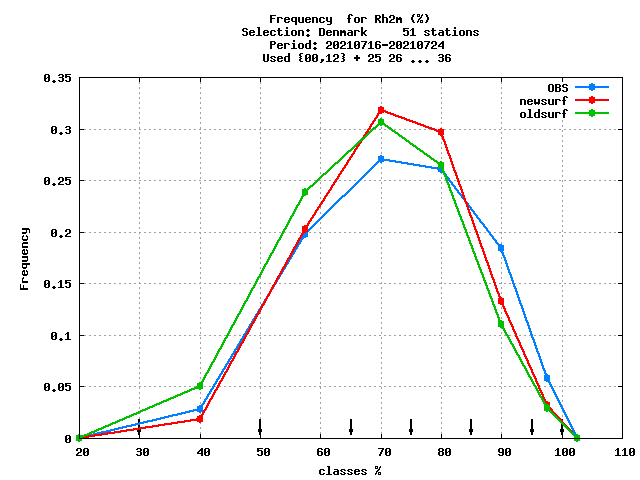 Frequency  for Rh2m (%)
Selection: Denmark     51 stations
Period: 20210716-20210724
Used {00,12} + 25 26 ... 36
0.35
0.3
0.25
0.2
0.15
0.1
0.05
0
Frequency
OBS
newsurf
oldsurf
20 30 40 50 60 70 80 90 100 110
classes %